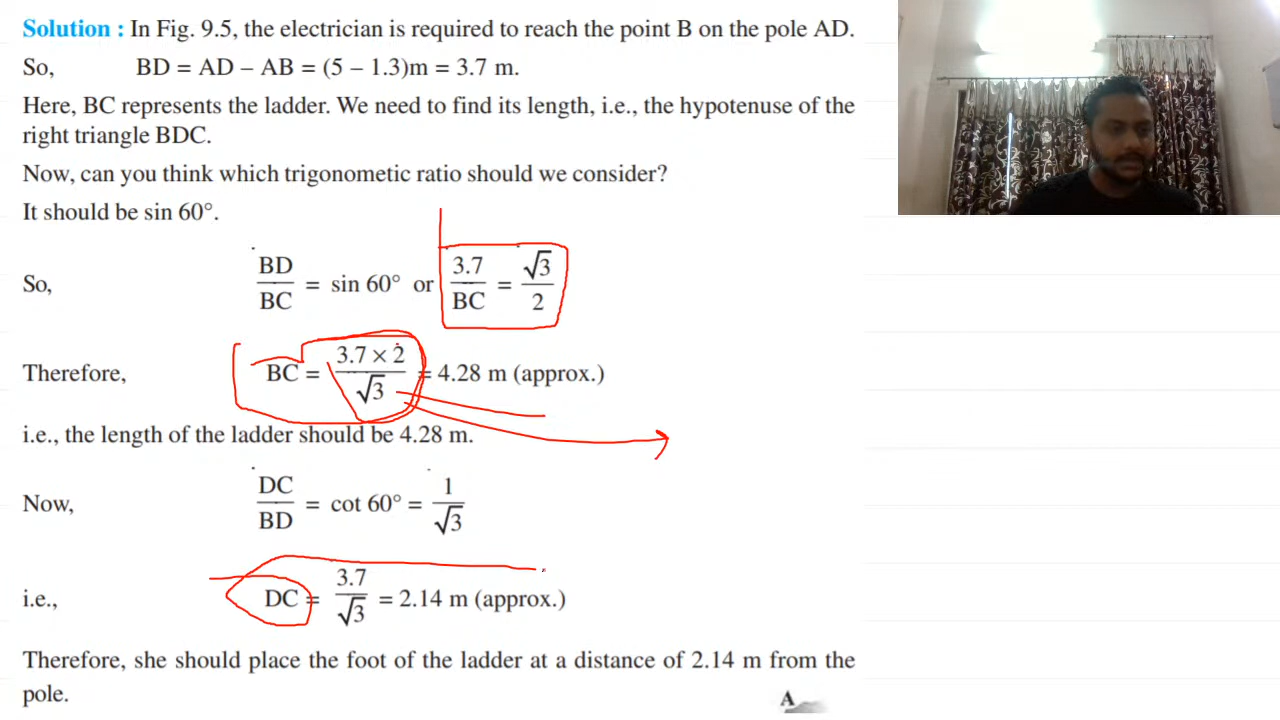 Solution : In Fig. 9.5, the electrician is required to reach the point B on the pole AD.
So, BD = AD – AB = (5 – 1.3)m = 3.7 m.
Here, BC represents the ladder. We need to find its length, i.e., the hypotenuse of the
right triangle BDC.
Now, can you think which trigonometic ratio should we consider?
It should be sin 60°.
So, BD/BC = sin 60° or 3.7/BC = √3/2
Therefore, BC = 3.7 × 2/√3 = 4.28 m (approx.)
i.e., the length of the ladder should be 4.28 m.
Now, DC/BD = cot 60° = 1/√3
i.e., DC = 3.7/√3 = 2.14 m (approx.)
Therefore, she should place the foot of the ladder at a distance of 2.14 m from the
pole.
A